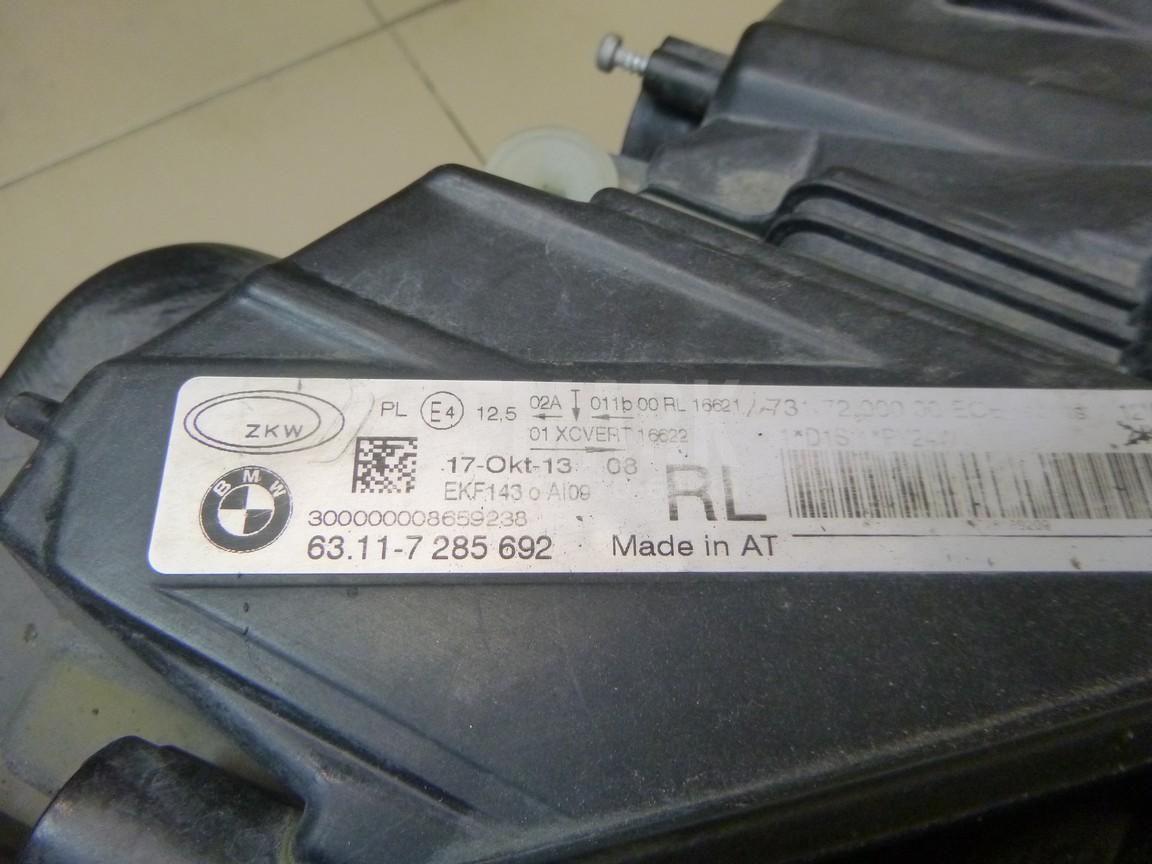 ZKW
PL E4 12,5 02A 011b 00 RL 16621
01 XCVERT 16622
17-Okt-13 08
EKF143 o AI09
RL
BMW
300000008659238
63.11-7 285 692 Made in AT